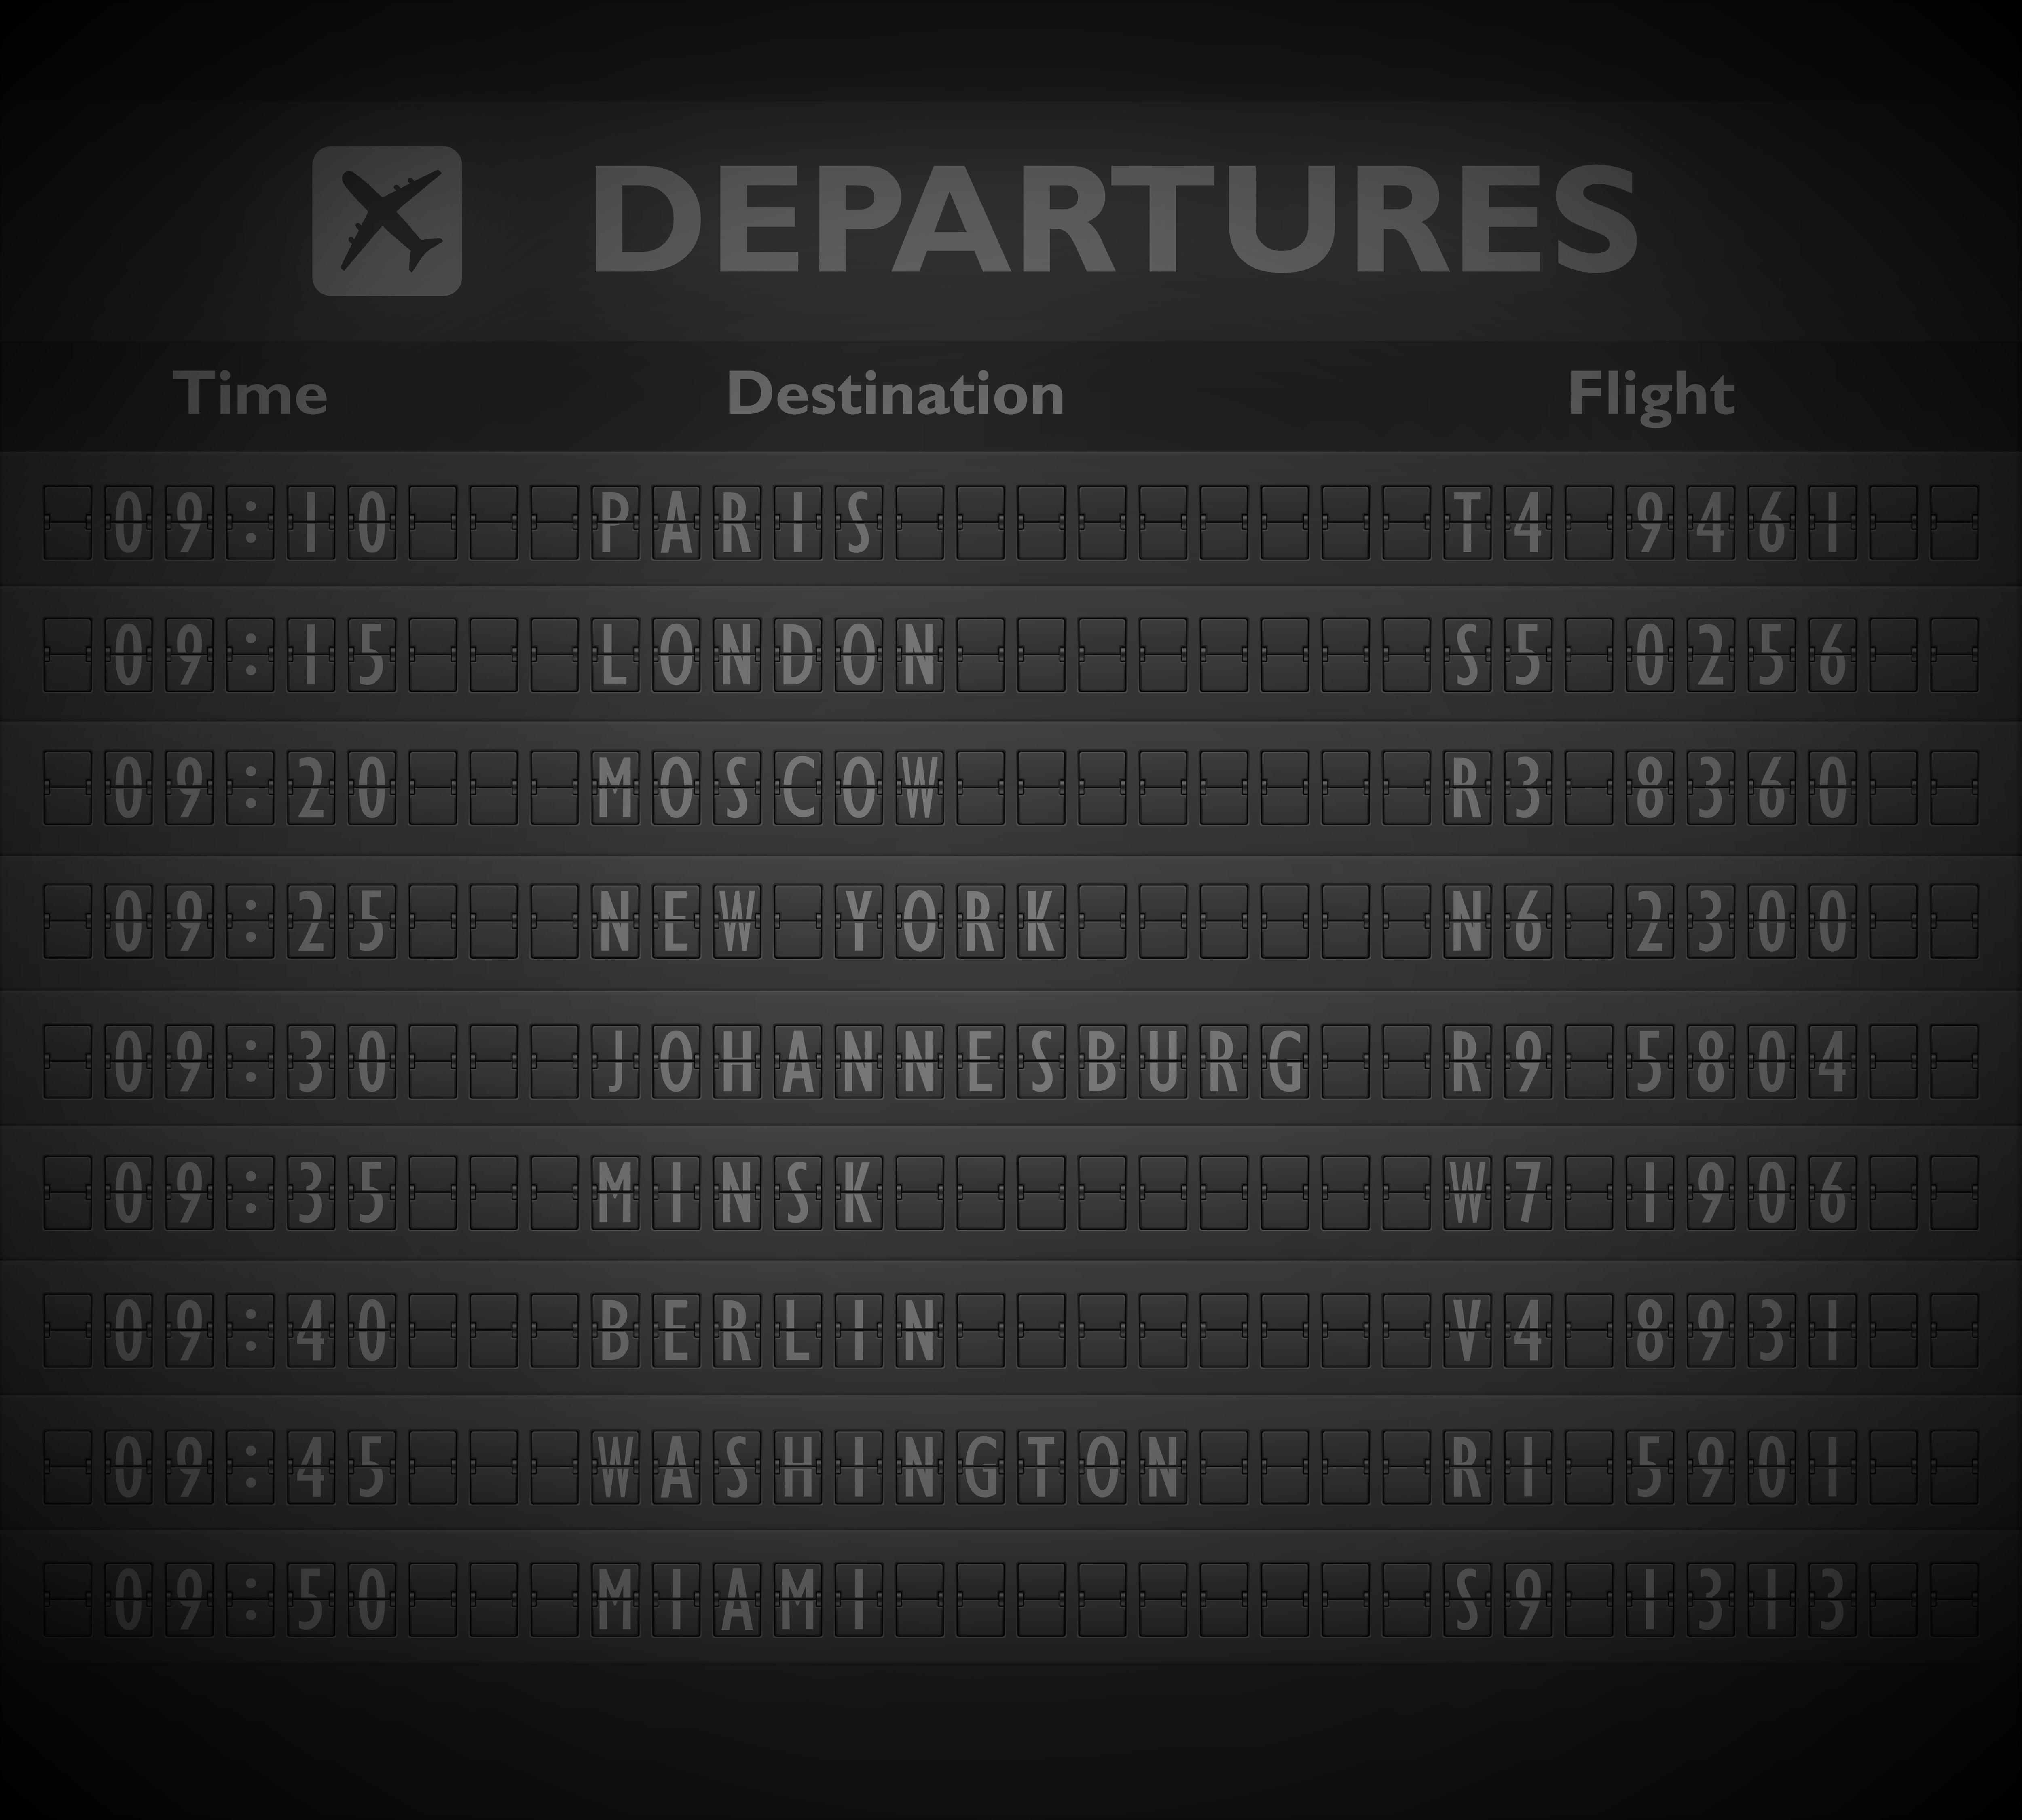 DEPARTURES
Time Destination Flight
09:10 PARIS T4 9461
09:15 LONDON S5 0256
09:20 MOSCOW R3 8360
09:25 NEW YORK N6 2300
09:30 JOHANNESBURG R9 5804
09:35 MINSK W7 1906
09:40 BERLIN V4 8931
09:45 WASHINGTON R1 5901
09:50 MIAMI S9 1313